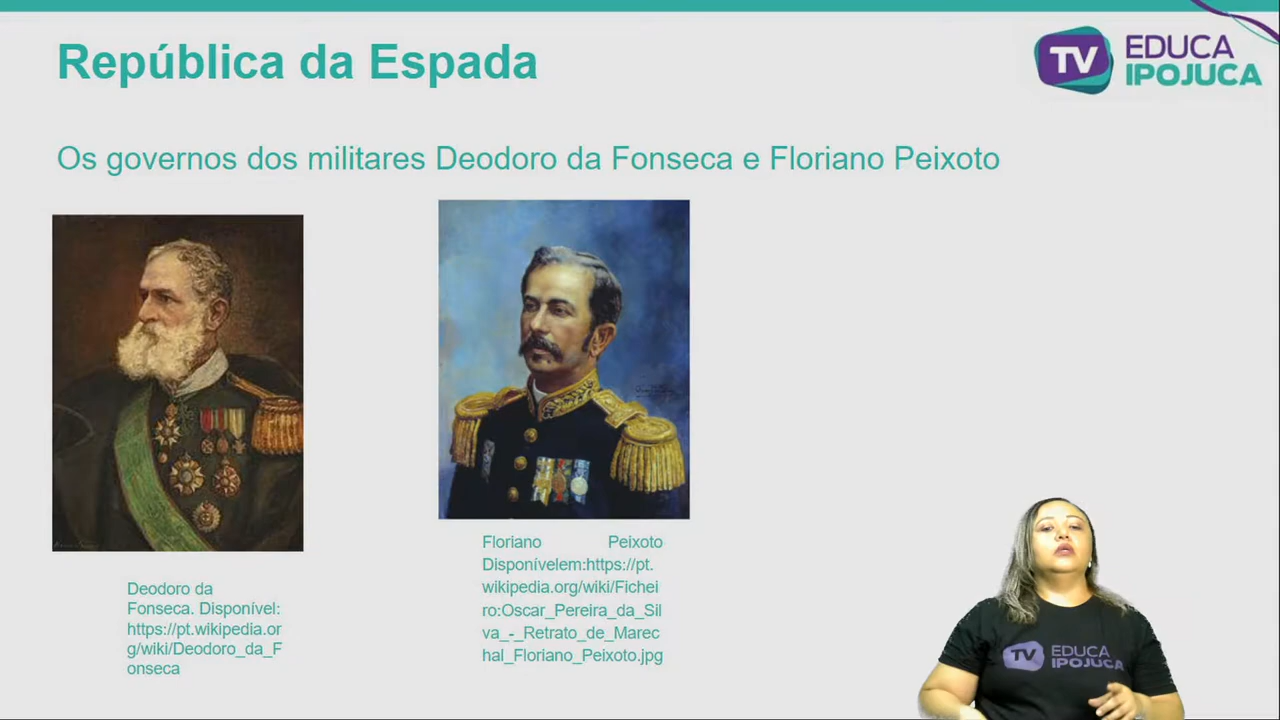 República da Espada
TV EDUCA
IPOJUCA
Os governos dos militares Deodoro da Fonseca e Floriano Peixoto
Deodoro da
Fonseca. Disponível:
https://pt.wikipedia.or
g/wiki/Deodoro_da_F
onseca
Floriano Peixoto
Disponívelem:https://pt.
wikipedia.org/wiki/Fichei
ro:Oscar_Pereira_da_Sil
va_-_Retrato_de_Marec
hal_Floriano_Peixoto.jpg
TV EDUCA
IPOJUCA